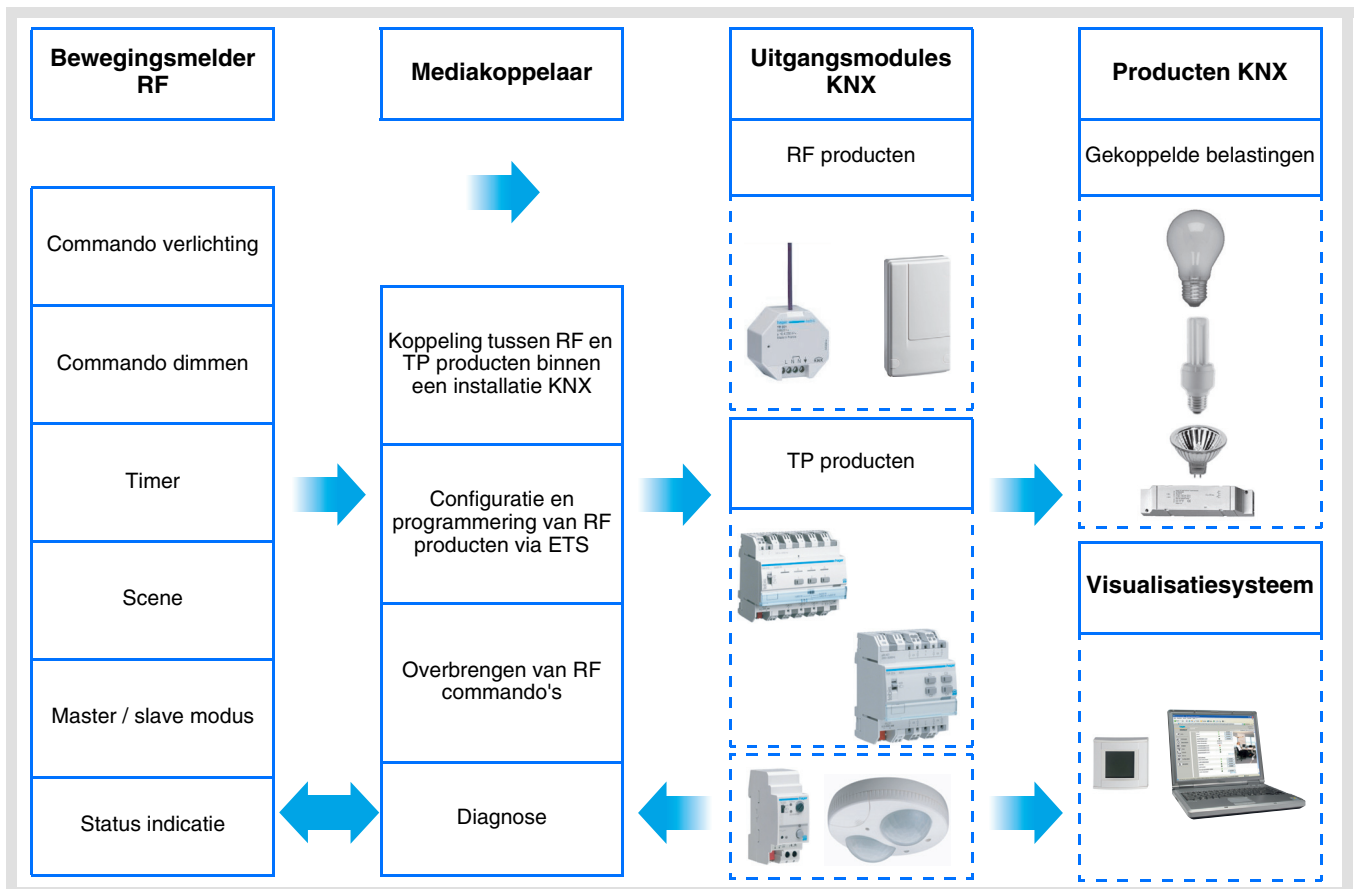 Bewegingsmelder
RF
Mediakoppelaar
Uitgangsmodules
KNX
Producten KNX
RF producten
Gekoppelde belastingen
Commando verlichting
Commando dimmen
Timer
Scene
Master / slave modus
Status indicatie
Koppeling tussen RF en
TP producten binnen
een installatie KNX
Configuratie en
programmering van RF
producten via ETS
Overbrengen van RF
commando's
Diagnose
TP producten
Visualisatiesysteem